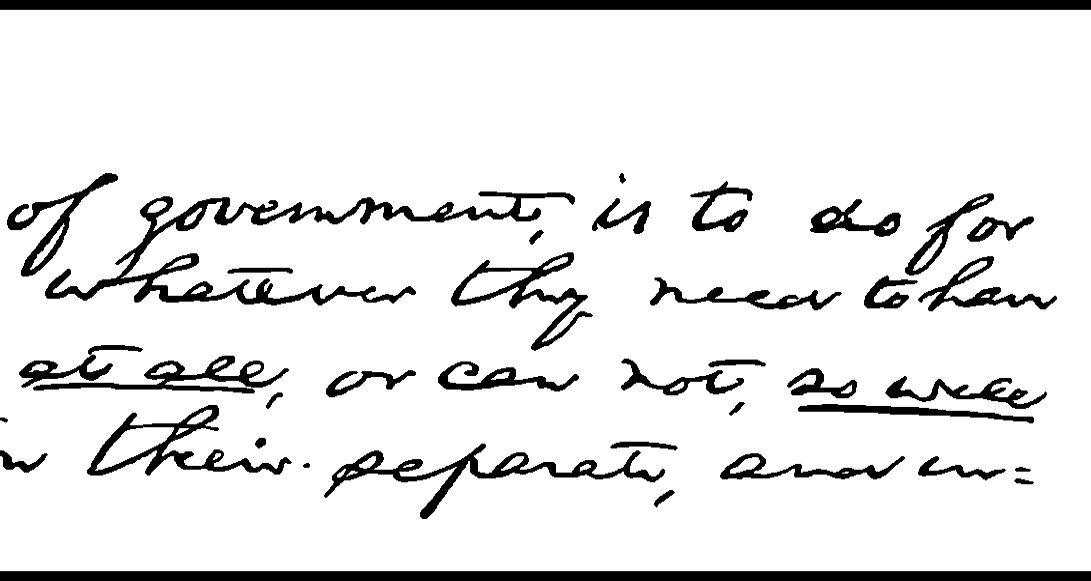 of government, is to do for
whatever they need to have
at all, or can not, so well
in their separate, and in=